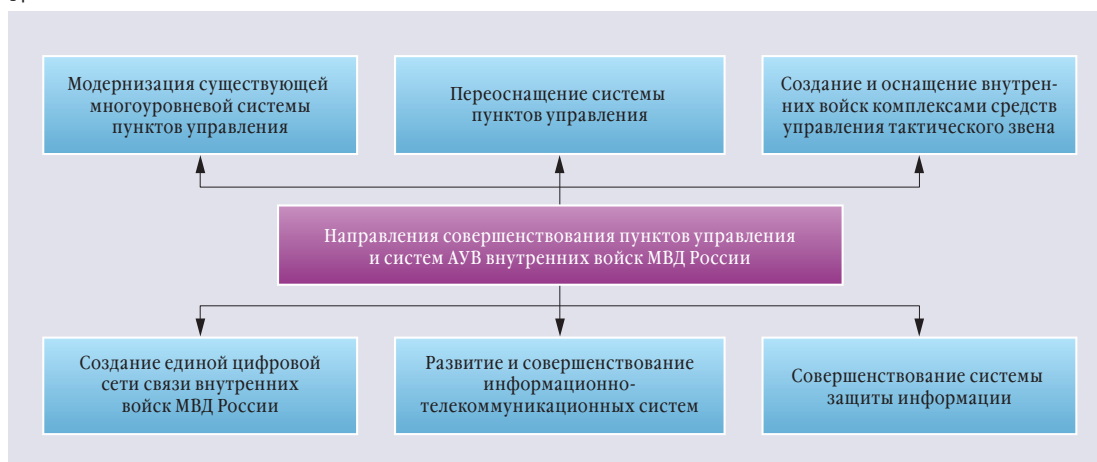 Модернизация существующей
многоуровневой системы
пунктов управления
Переоснащение системы
пунктов управления
Создание и оснащение внутрен-
них войск комплексами средств
управления тактического звена
Направления совершенствования пунктов управления
и систем АУВ внутренних войск МВД России
Создание единой цифровой
сети связи внутренних
войск МВД России
Развитие и совершенствование
информационно-
телекоммуникационных систем
Совершенствование системы
защиты информации